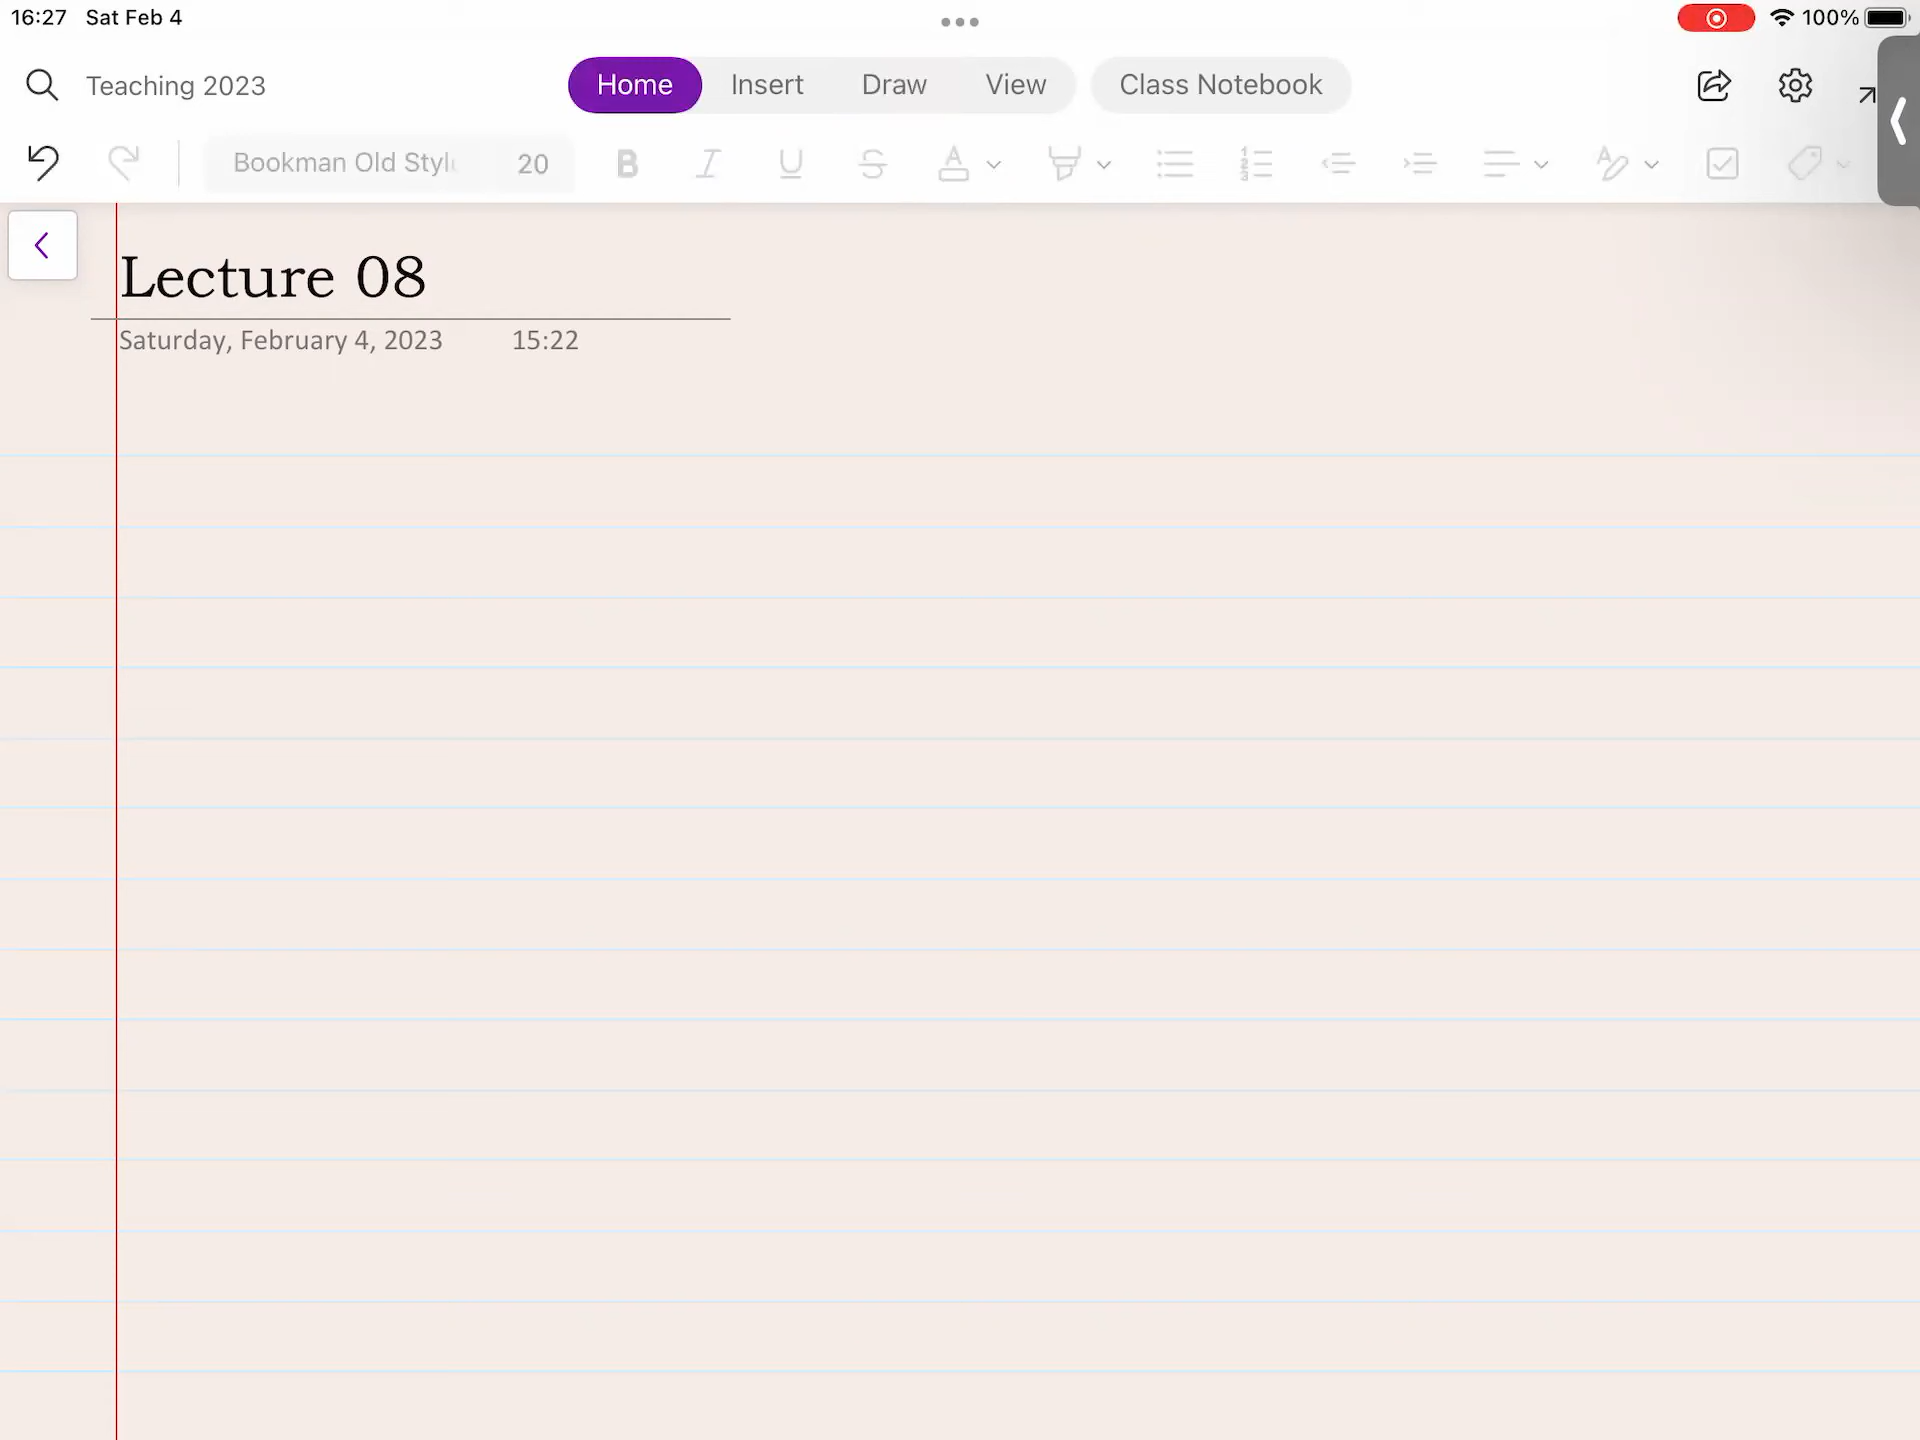 16:27 Sat Feb 4 100%
Teaching 2023 Home Insert Draw View Class Notebook
Bookman Old Styl 20
Lecture 08
Saturday, February 4, 2023 15:22